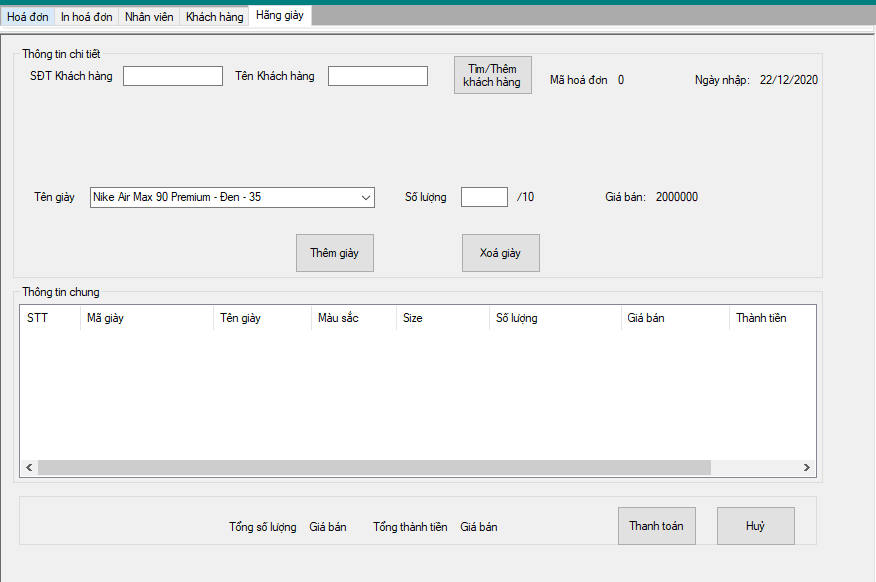 Hoá đơn In hoá đơn Nhân viên Khách hàng Hãng giày
Thông tin chi tiết
SĐT Khách hàng Tên Khách hàng Tìm/Thêm khách hàng Mã hoá đơn 0 Ngày nhập: 22/12/2020
Tên giày Nike Air Max 90 Premium - Đen - 35 Số lượng /10 Giá bán: 2000000
Thêm giày Xoá giày
Thông tin chung
STT Mã giày Tên giày Màu sắc Size Số lượng Giá bán Thành tiền
Tổng số lượng Giá bán Tổng thành tiền Giá bán Thanh toán Huỷ